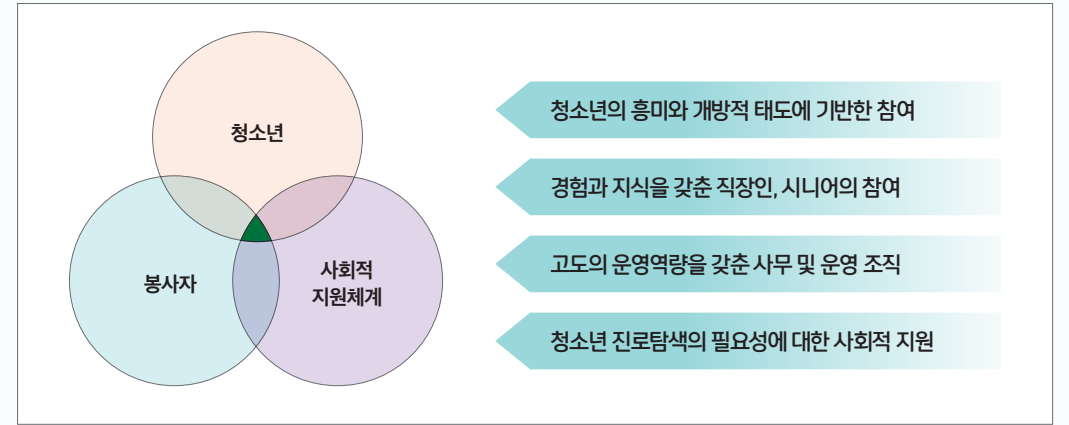 청소년
봉사자
사회적
지원체계
청소년의 흥미와 개방적 태도에 기반한 참여
경험과 지식을 갖춘 직장인, 시니어의 참여
고도의 운영역량을 갖춘 사무 및 운영 조직
청소년 진로탐색의 필요성에 대한 사회적 지원